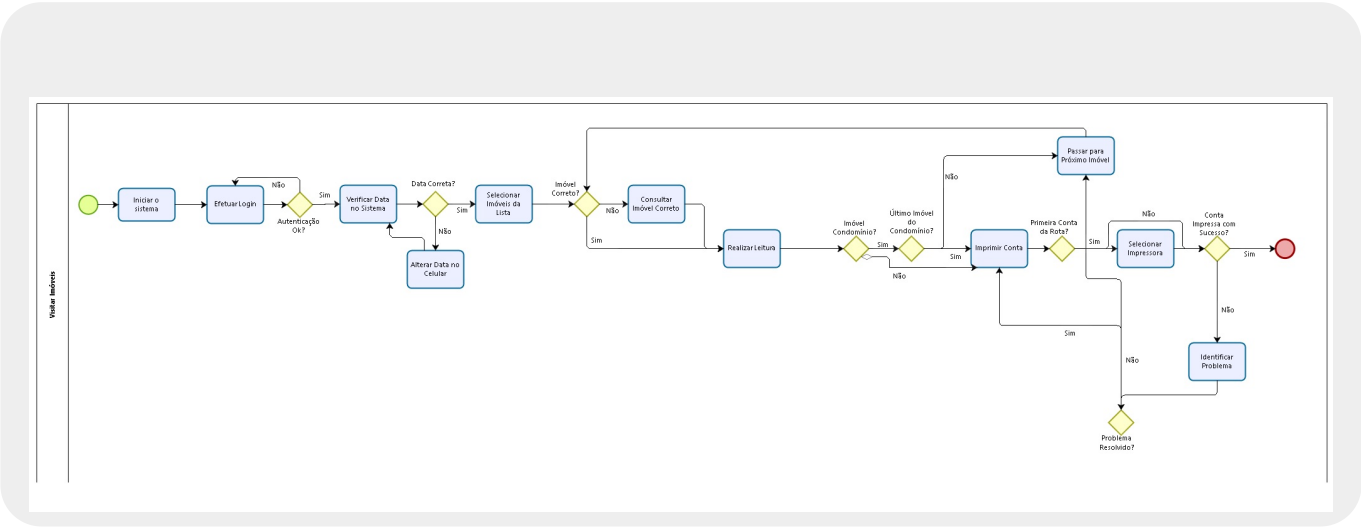 Visitar Imóveis
Iniciar o
sistema
Efetuar Login
Não
Autenticação
Ok?
Sim
Verificar Data
no Sistema
Data Correta?
Sim
Não
Alterar Data no
Celular
Selecionar
Imóveis da
Lista
Imóvel
Correto?
Não
Sim
Consultar
Imóvel Correto
Realizar Leitura
Imóvel
Condomínio?
Sim
Não
Último Imóvel
do
Condomínio?
Não
Sim
Imprimir Conta
Passar para
Próximo Imóvel
Primeira Conta
da Rota?
Sim
Não
Selecionar
Impressora
Conta
Impressa com
Sucesso?
Sim
Não
Identificar
Problema
Sim
Não
Problema
Resolvido?